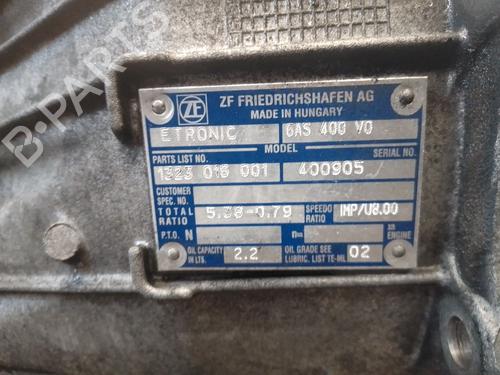 ZF
ZF FRIEDRICHSHAFEN AG
MADE IN HUNGARY
ETRONIC 6AS 400 VO
MODEL
PARTS LIST NO. SERIAL NO.
1323 016 001 400905
CUSTOMER
SPEC. NO.
TOTAL
RATIO 5.38-0.79 SPEEDO
RATIO IMP/U8.00
P.T.O. N n= X
ENGINE
OIL CAPACITY
IN LTS. 2.2 OIL GRADE SEE
LUBRIC. LIST TE-ML 02
B-PARTS